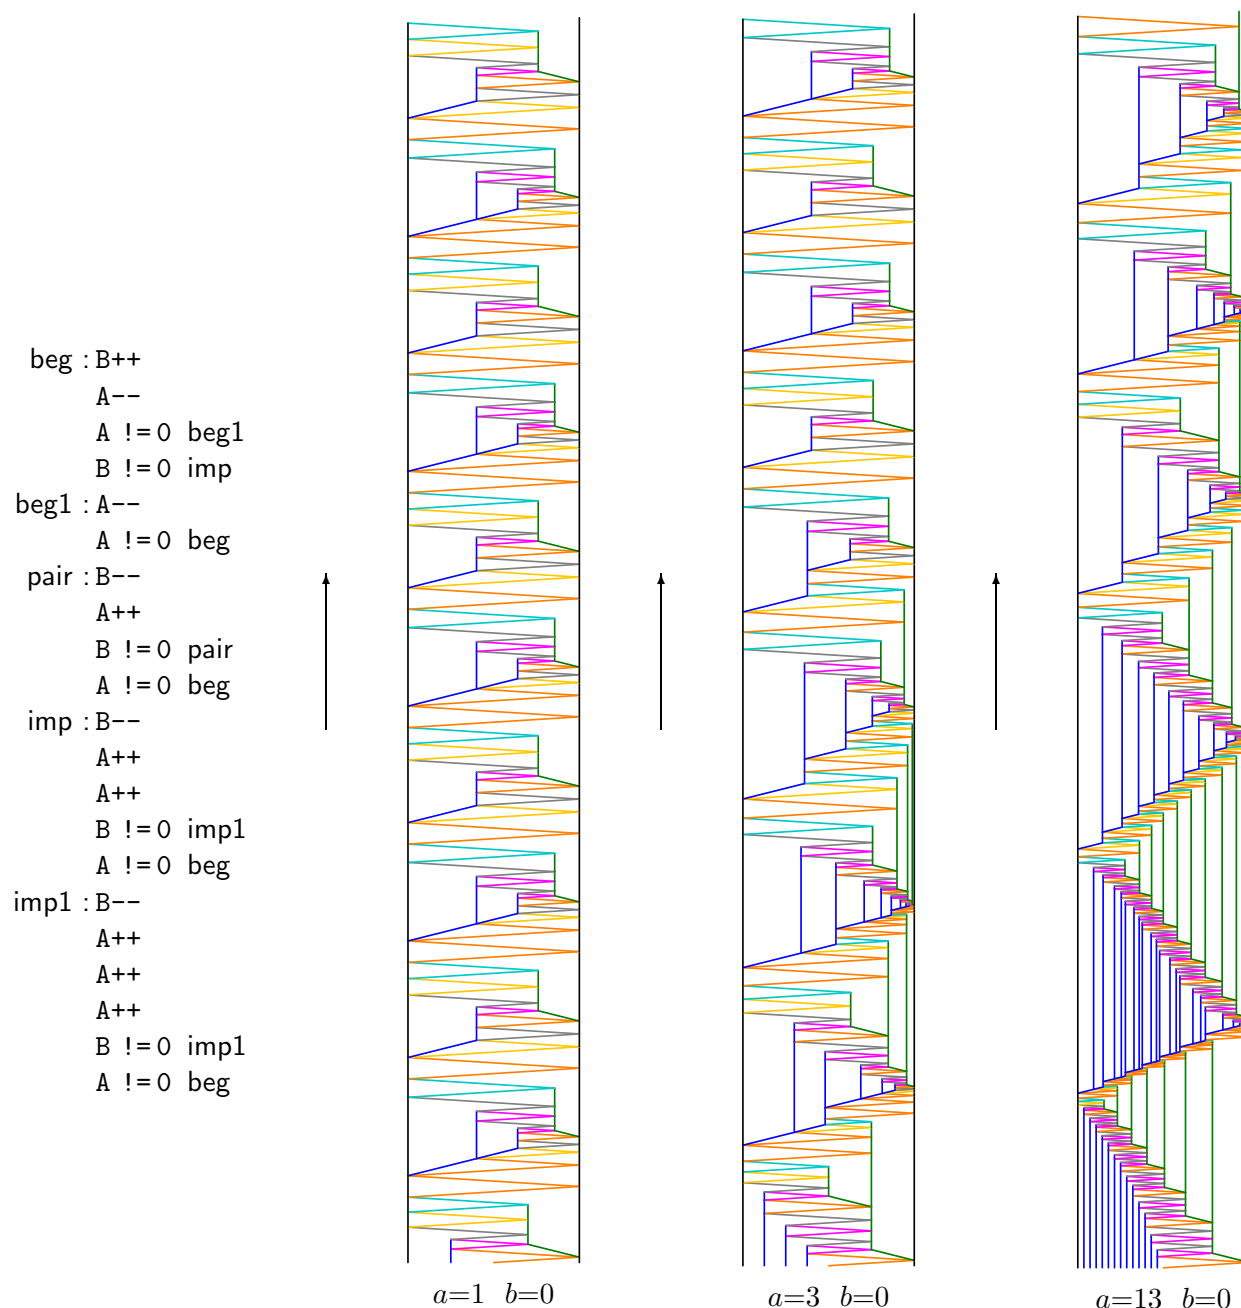 beg : B++
A--
A !=0 beg1
B !=0 imp
beg1 : A--
A !=0 beg
pair : B--
A++
B !=0 pair
A !=0 beg
imp : B--
A++
A++
B !=0 imp1
A !=0 beg
imp1 : B--
A++
A++
A++
B !=0 imp1
A !=0 beg
a=1 b=0
a=3 b=0
a=13 b=0